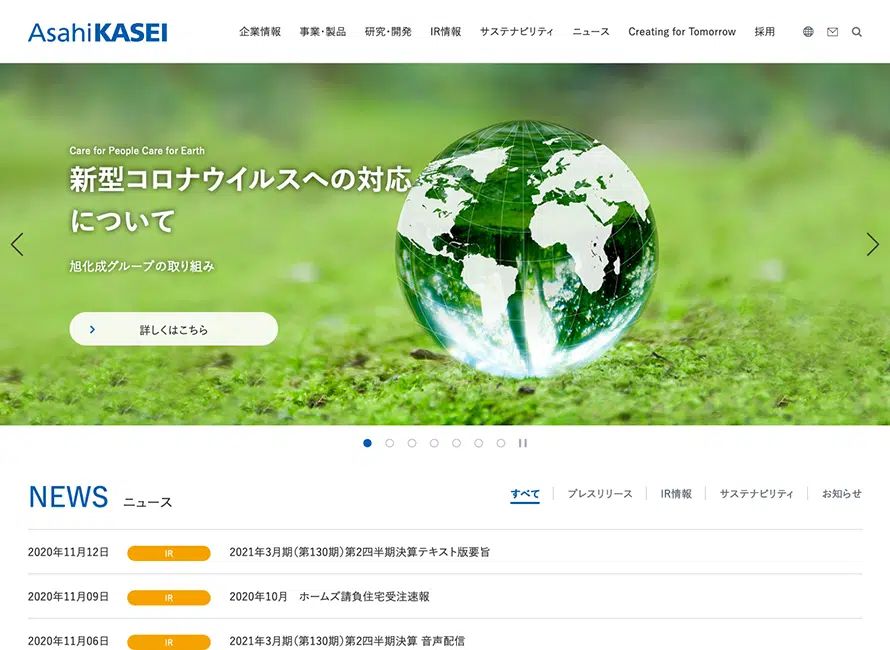 AsahiKASEI
企業情報 事業・製品 研究・開発 IR情報 サステナビリティ ニュース Creating for Tomorrow 採用
Care for People Care for Earth
新型コロナウイルスへの対応
について
旭化成グループの取り組み
詳しくはこちら
NEWS ニュース
すべて プレスリリース IR情報 サステナビリティ お知らせ
2020年11月12日 IR 2021年3月期(第130期)第2四半期決算テキスト版要旨
2020年11月09日 IR 2020年10月 ホームズ請負住宅受注速報
2020年11月06日 IR 2021年3月期(第130期)第2四半期決算 音声配信